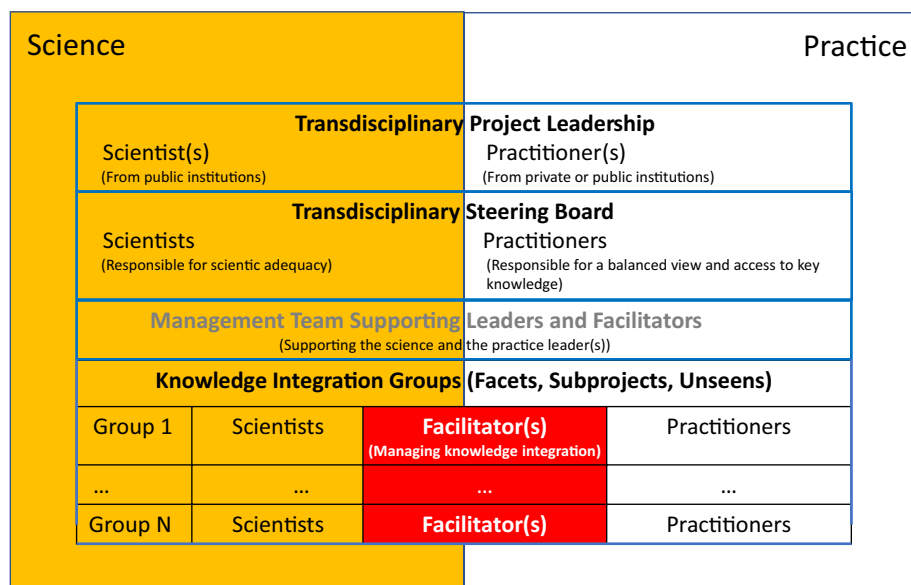 Science
Practice
Transdisciplinary Project Leadership
Scientist(s)
Practitioner(s)
(From public institutions)
(From private or public institutions)
Transdisciplinary Steering Board
Scientists
Practitioners
(Responsible for scientic adequacy)
(Responsible for a balanced view and access to key
knowledge)
Management Team Supporting Leaders and Facilitators
(Supporting the science and the practice leader(s))
Knowledge Integration Groups (Facets, Subprojects, Unseens)
Group 1 Scientists Facilitator(s) Practitioners
(Managing knowledge integration)
... ... ... ...
Group N Scientists Facilitator(s) Practitioners